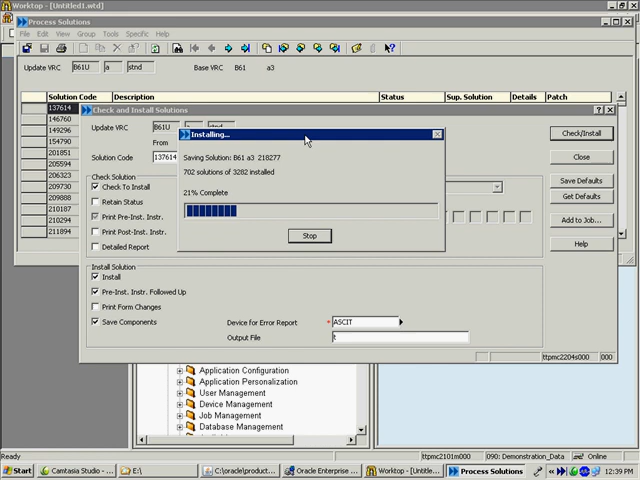 Worktop - [Untitled1.wtd]
Process Solutions
File Edit View Group Tools Specific Help
Update VRC B61U a stnd Base VRC B61 a3
Solution Code Description Status Sup. Solution Details Patch
137614
146760
149296
154790
201851
205594
206532
209730
209888
210187
210294
211894
Check and Install Solutions
Update VRC B61U a stnd
From
Solution Code 137614
Check Solution
Check To Install
Retain Status
Print Pre-Inst. Instr.
Print Post-Inst. Instr.
Detailed Report
Install Solution
Install
Pre-Inst. Instr. Followed Up
Print Form Changes
Save Components
Device for Error Report * ASCIT
Output File t
Check/Install
Close
Save Defaults
Get Defaults
Add to Job...
Help
ttpmc2204s000 000
Installing...
Saving Solution: B61 a3 218277
702 solutions of 3282 installed
21% Complete
Stop
Application Configuration
Application Personalization
User Management
Device Management
Job Management
Database Management
Ready ttpmc2101m000 090: Demonstration_Data Online
Start Camtasia Studio - ... E:\ C:\oracle\product... Oracle Enterprise ... Worktop - [Untitle... Process Solutions 12:39 PM